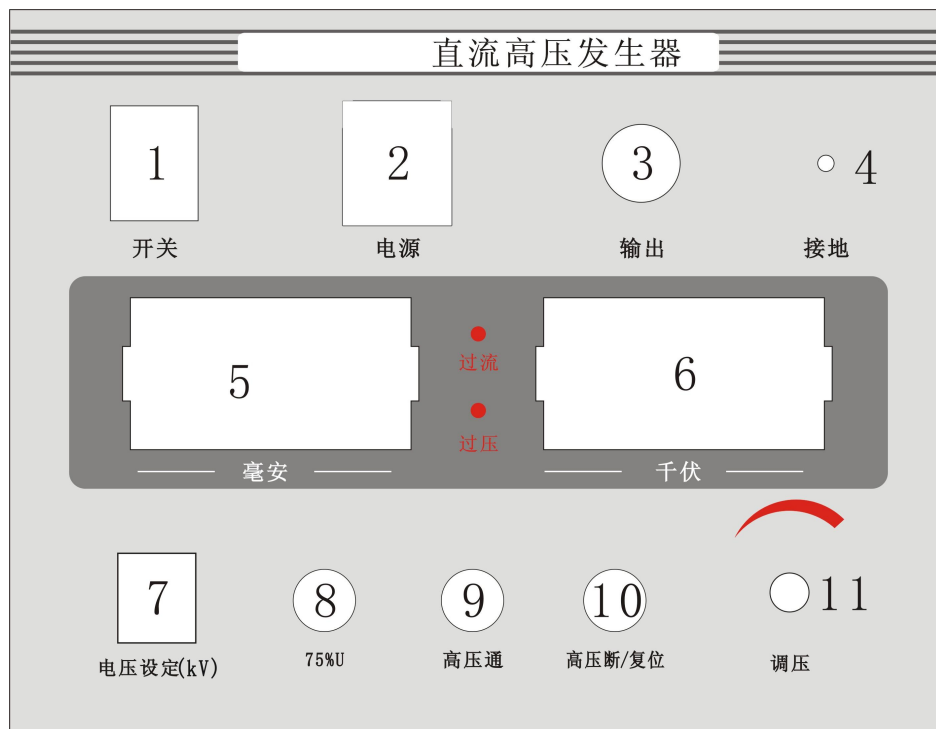 直流高压发生器
1
2
3
4
开关
电源
输出
接地
5
过流
过压
6
毫安
千伏
7
8
9
10
11
电压设定(kV)
75%U
高压通
高压断/复位
调压